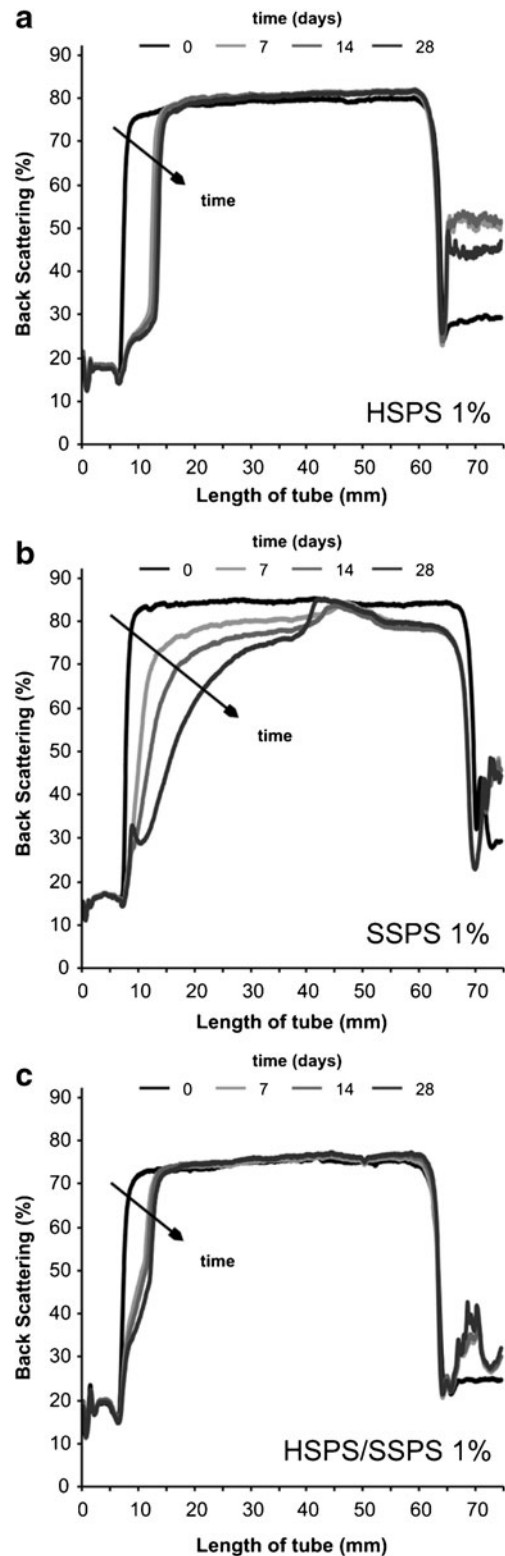 a
time (days)
0 7 14 28
Back Scattering (%)
90
80
70
60
50
40
30
20
10
0
time
HSPS 1%
0 10 20 30 40 50 60 70
Length of tube (mm)
b
time (days)
0 7 14 28
Back Scattering (%)
90
80
70
60
50
40
30
20
10
0
time
SSPS 1%
0 10 20 30 40 50 60 70
Length of tube (mm)
c
time (days)
0 7 14 28
Back Scattering (%)
90
80
70
60
50
40
30
20
10
0
time
HSPS/SSPS 1%
0 10 20 30 40 50 60 70
Length of tube (mm)